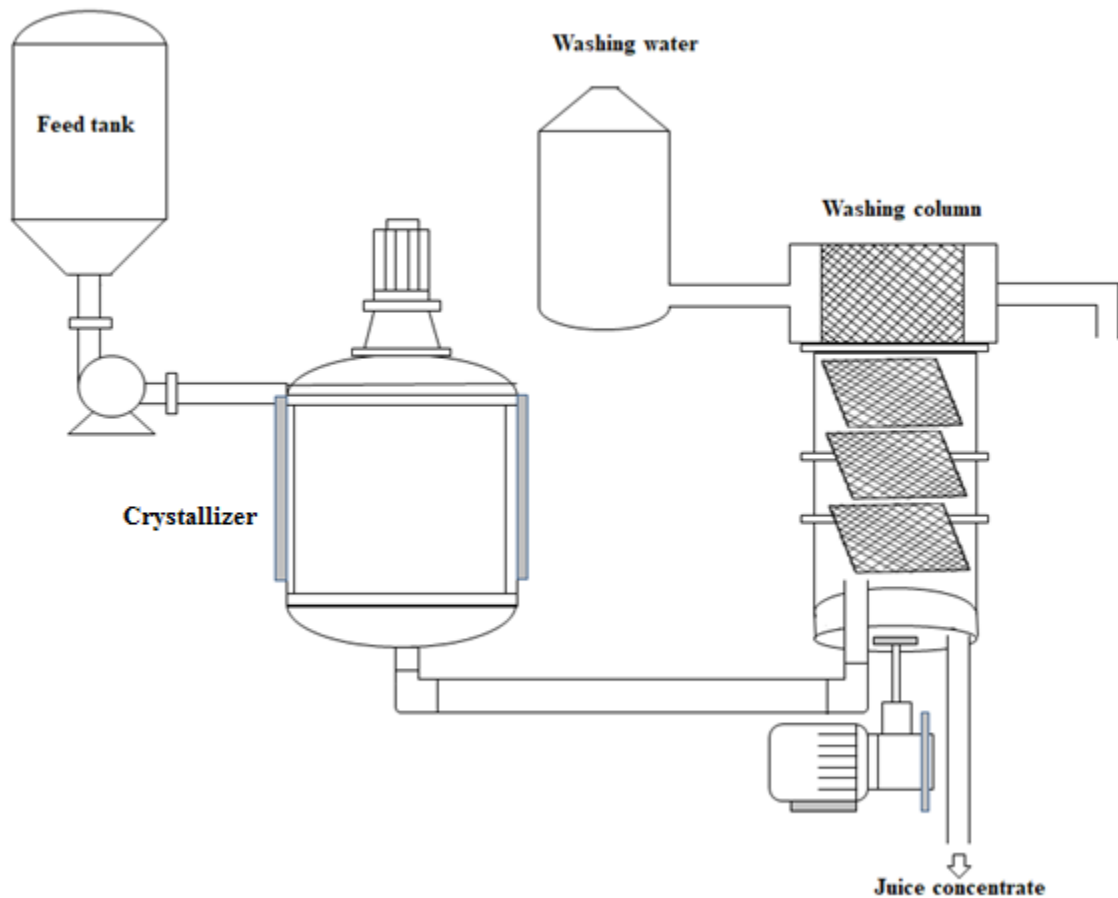 Washing water
Feed tank
Washing column
Crystallizer
Juice concentrate